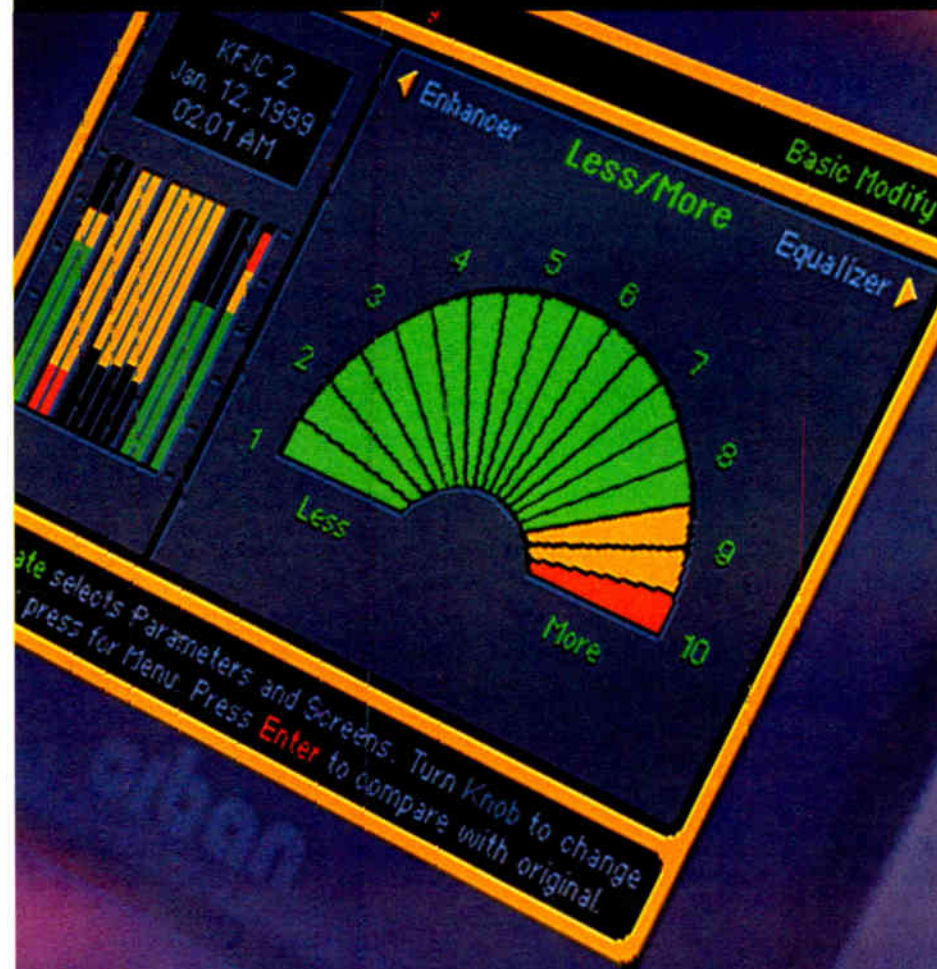 KFJC 2
Jan. 12, 1999
02:01 AM
Enhancer
Less/More
Basic Modify
Equalizer
1
2
3
4
5
6
7
8
9
10
Less
More
ate selects Parameters and Screens. Turn Knob to change
press for Menu. Press Enter to compare with original.